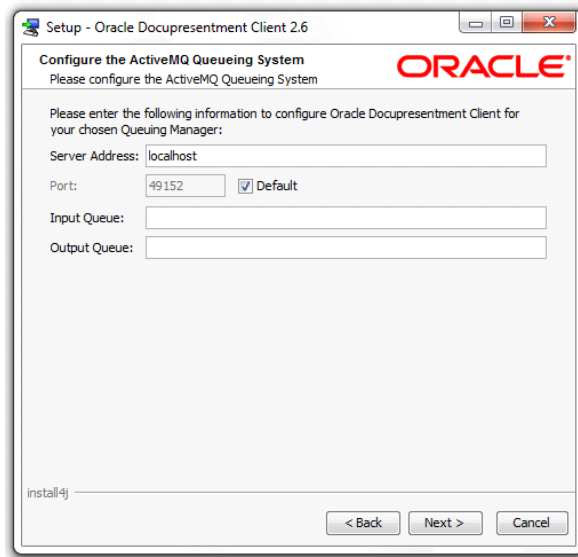 Setup - Oracle Docupresentment Client 2.6
Configure the ActiveMQ Queueing System
Please configure the ActiveMQ Queueing System
ORACLE
Please enter the following information to configure Oracle Docupresentment Client for
your chosen Queuing Manager:
Server Address: localhost
Port: 49152 Default
Input Queue:
Output Queue:
install4j
< Back Next > Cancel